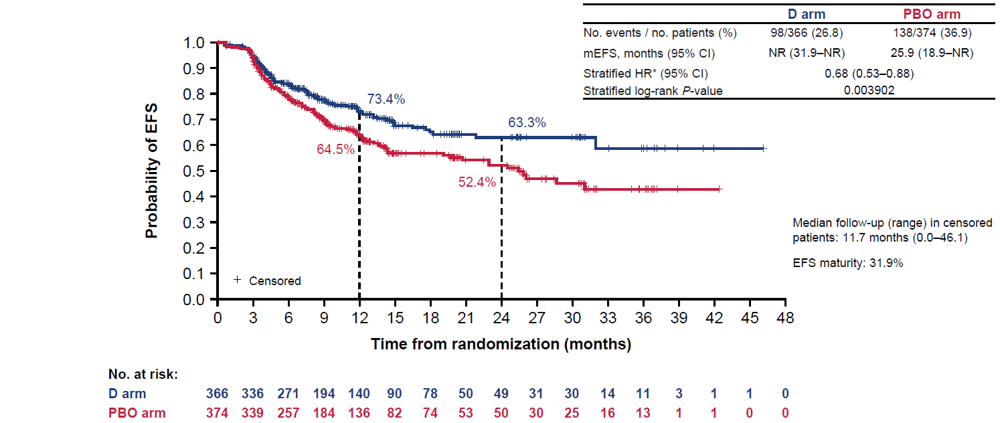 D arm PBO arm
No. events / no. patients (%) 98/366 (26.8) 138/374 (36.9)
mEFS, months (95% CI) NR (31.9–NR) 25.9 (18.9–NR)
Stratified HR* (95% CI) 0.68 (0.53–0.88)
Stratified log-rank P-value 0.003902
Probability of EFS
1.0
0.9
0.8
0.7
0.6
0.5
0.4
0.3
0.2
0.1
0.0
73.4%
63.3%
64.5%
52.4%
+ Censored
Median follow-up (range) in censored
patients: 11.7 months (0.0–46.1)
EFS maturity: 31.9%
0 3 6 9 12 15 18 21 24 27 30 33 36 39 42 45 48
Time from randomization (months)
No. at risk:
D arm 366 336 271 194 140 90 78 50 49 31 30 14 11 3 1 1 0
PBO arm 374 339 257 184 136 82 74 53 50 30 25 16 13 1 1 0 0